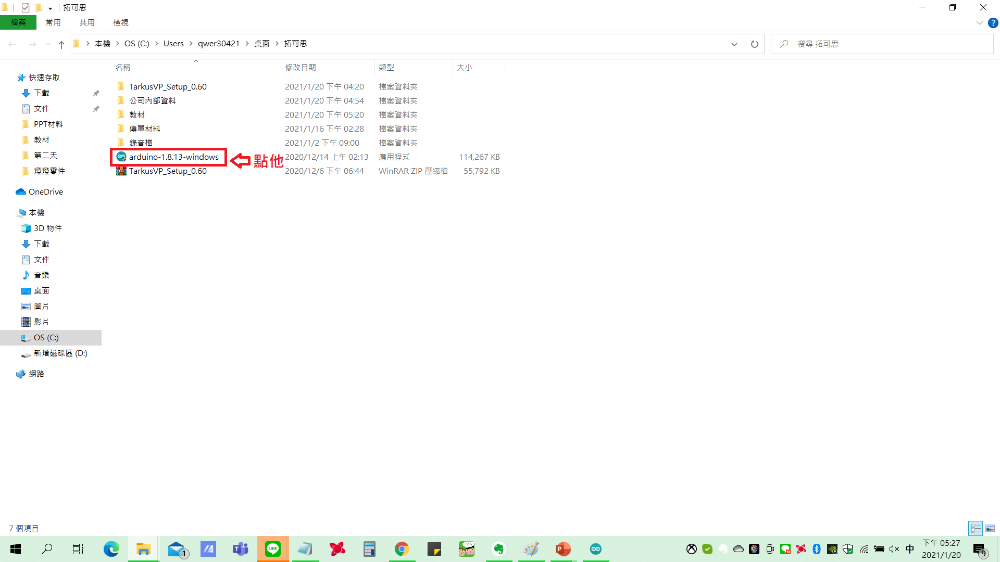 拓可思
檔案 常用 共用 檢視
本機 OS (C:) Users qwer30421 桌面 拓可思
搜尋 拓可思
名稱 修改日期 類型 大小
TarkusVP_Setup_0.60 2021/1/20 下午 04:20 檔案資料夾
公司內部資料 2021/1/20 下午 04:54 檔案資料夾
教材 2021/1/20 下午 05:20 檔案資料夾
傳單材料 2021/1/16 下午 02:28 檔案資料夾
錄音檔 2021/1/2 下午 09:00 檔案資料夾
arduino-1.8.13-windows 點他 2020/12/14 上午 02:13 應用程式 114,267 KB
TarkusVP_Setup_0.60 2020/12/6 下午 06:44 WinRAR ZIP 壓縮檔 55,792 KB
快速存取
下載
文件
PPT材料
教材
第二天
燈燈零件
OneDrive
本機
3D 物件
下載
文件
音樂
桌面
圖片
影片
OS (C:)
新增磁碟區 (D:)
網路
7 個項目
1
LINE
中
下午 05:27
2021/1/20
9